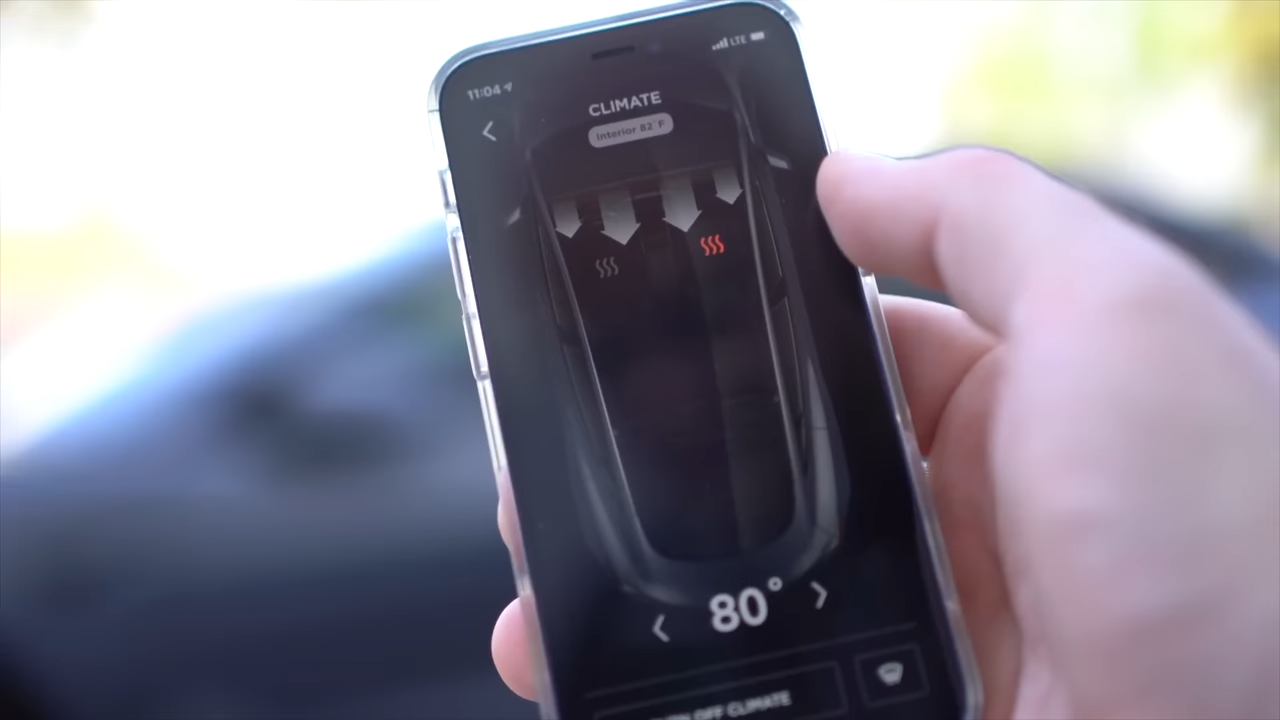 11:04
LTE
CLIMATE
Interior 82°F
80°
OFF CLIMATE